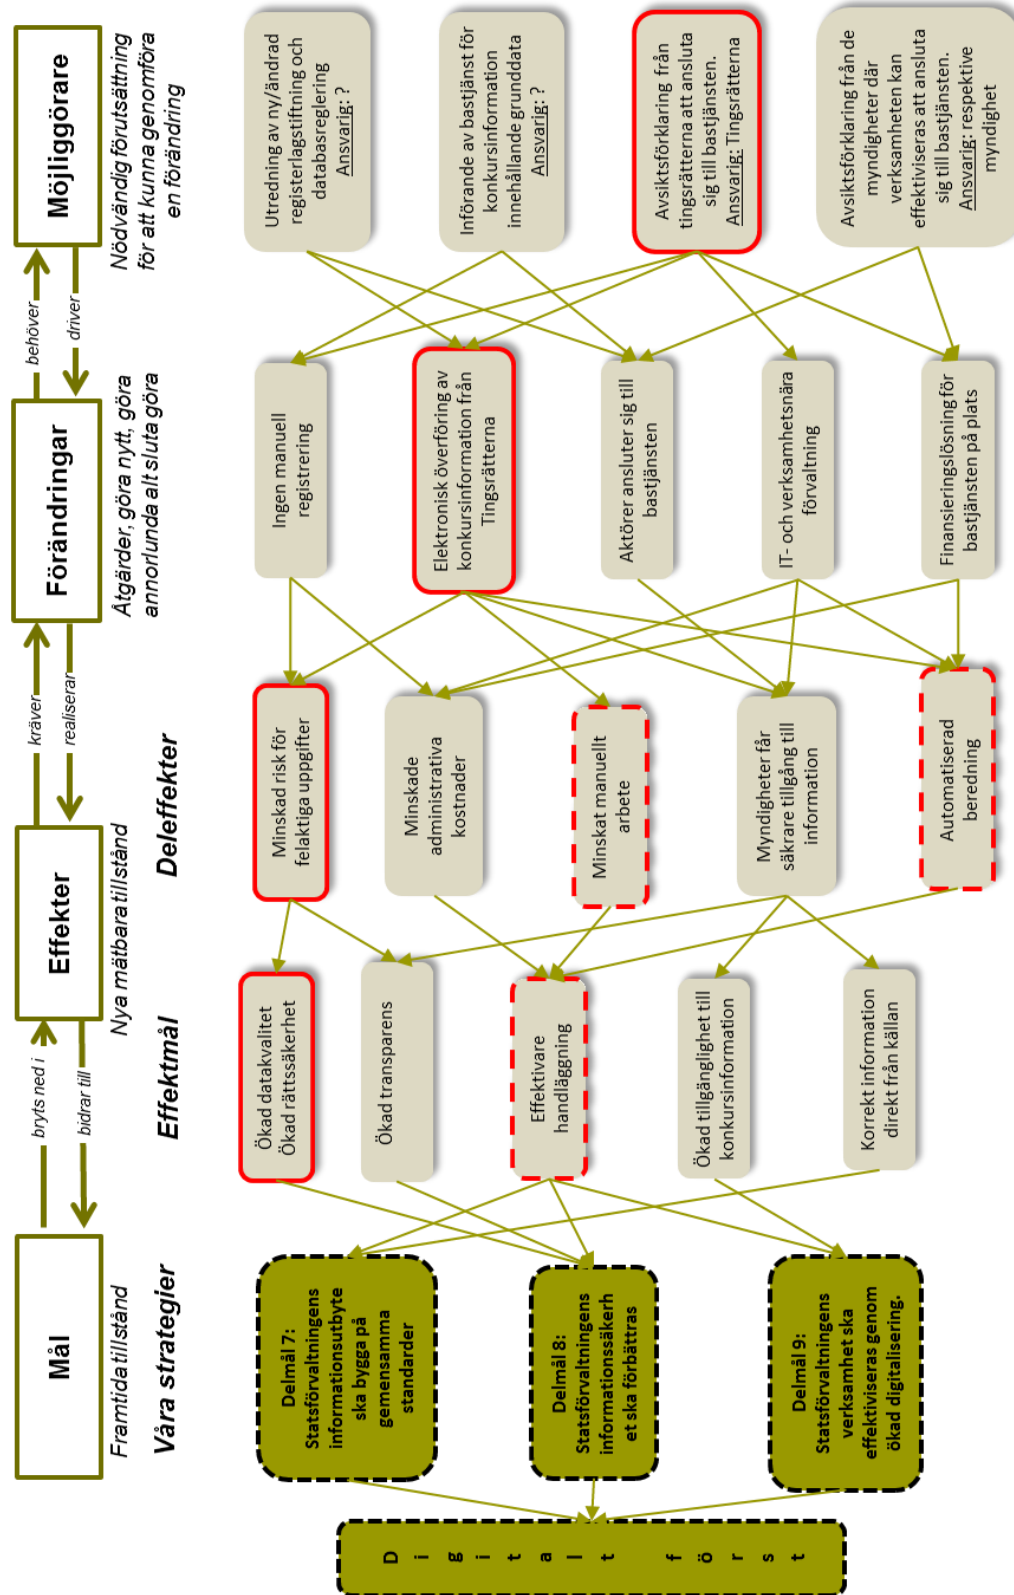 Mål
bryts ned i
bidrar till
Effekter
kräver
realiserar
Förändringar
behöver
driver
Möjliggörare
Framtida tillstånd
Nya mätbara tillstånd
Åtgärder, göra nytt, göra
annorlunda alt sluta göra
Nödvändig förutsättning
för att kunna genomföra
en förändring
Våra strategier
Effektmål
Deleffekter
Digitalt först
Delmål 7:
Statsförvaltningens
informationsutbyte
ska bygga på
gemensamma
standarder
Delmål 8:
Statsförvaltningens
informationssäkerh
et ska förbättras
Delmål 9:
Statsförvaltningens
verksamhet ska
effektiviseras genom
ökad digitalisering.
Ökad datakvalitet
Ökad rättssäkerhet
Ökad transparens
Effektivare
handläggning
Ökad tillgänglighet till
konkursinformation
Korrekt information
direkt från källan
Minskad risk för
felaktiga uppgifter
Minskade
administrativa
kostnader
Minskat manuellt
arbete
Myndigheter får
säkrare tillgång till
information
Automatiserad
beredning
Ingen manuell
registrering
Elektronisk överföring av
konkursinformation från
Tingsrätterna
Aktörer ansluter sig till
bastjänsten
IT- och verksamhetsnära
förvaltning
Finansieringslösning för
bastjänsten på plats
Utredning av ny/ändrad
registerlagstiftning och
databasreglering
Ansvarig: ?
Införande av bastjänst för
konkursinformation
innehållande grunddata
Ansvarig: ?
Avsiktsförklaring från
tingsrätterna att ansluta
sig till bastjänsten.
Ansvarig: Tingsrätterna
Avsiktsförklaring från de
myndigheter där
verksamheten kan
effektiviseras att ansluta
sig till bastjänsten.
Ansvarig: respektive
myndighet